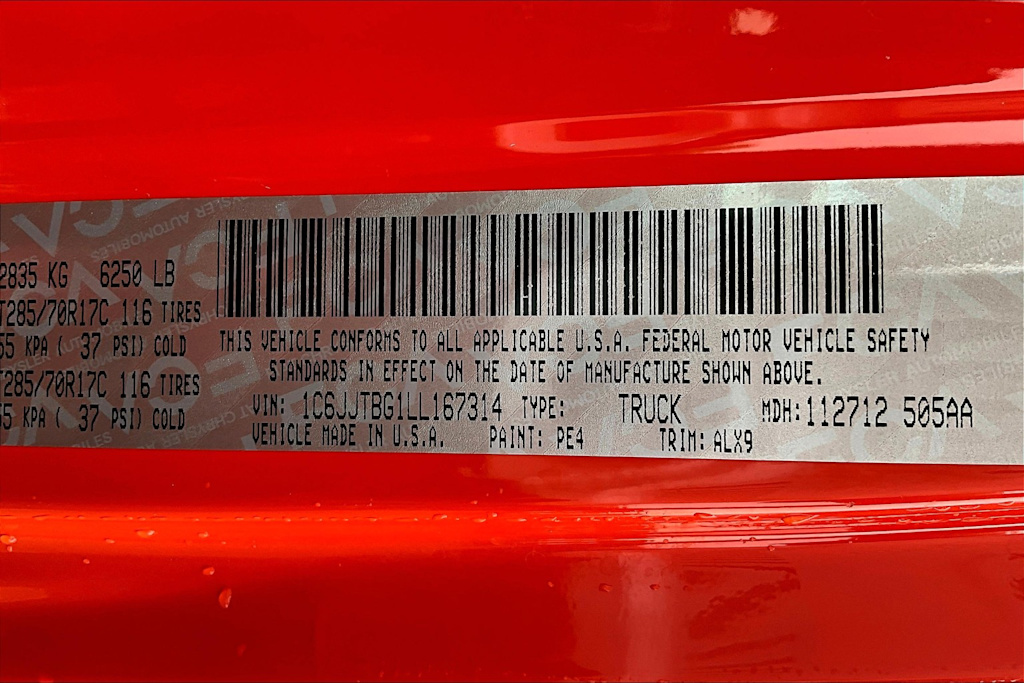 2835 KG 6250 LB
T285/70R17C 116 TIRES
55 KPA ( 37 PSI) COLD
T285/70R17C 116 TIRES
55 KPA ( 37 PSI) COLD
THIS VEHICLE CONFORMS TO ALL APPLICABLE U.S.A. FEDERAL MOTOR VEHICLE SAFETY
STANDARDS IN EFFECT ON THE DATE OF MANUFACTURE SHOWN ABOVE.
VIN: 1C6JJTBG1LL167314 TYPE: TRUCK MDH:112712 505AA
VEHICLE MADE IN U.S.A. PAINT: PE4 TRIM: ALX9